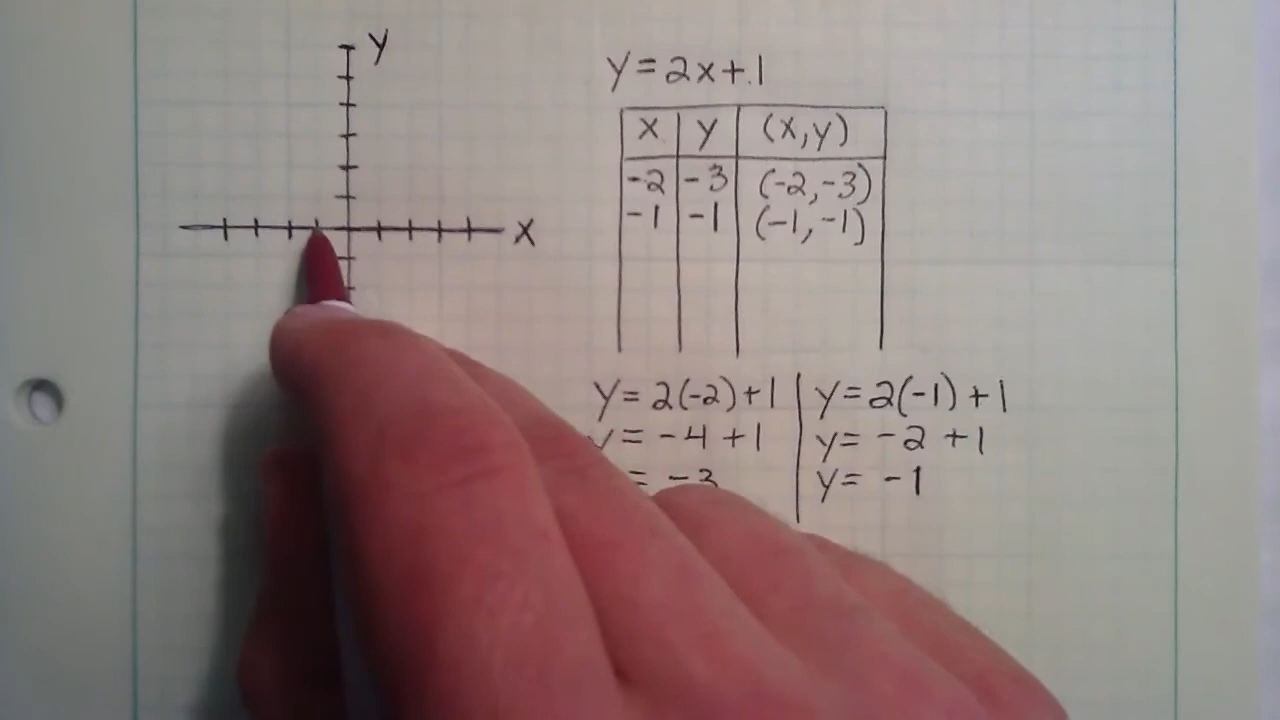 Y
X
y=2x+1
x y (x,y)
-2 -3 (-2,-3)
-1 -1 (-1,-1)
y=2(-2)+1 y=2(-1)+1
y=-4+1 y=-2+1
=-3 y=-1